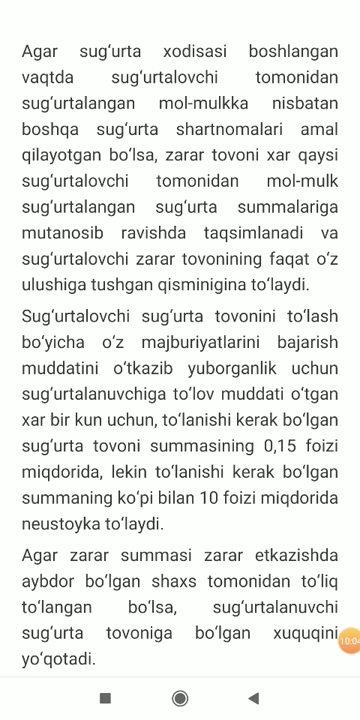 Agar sug‘urta xodisasi boshlangan
vaqtda sug‘urtalovchi tomonidan
sug‘urtalangan mol-mulkka nisbatan
boshqa sug‘urta shartnomalari amal
qilayotgan bo‘lsa, zarar tovoni xar qaysi
sug‘urtalovchi tomonidan mol-mulk
sug‘urtalangan sug‘urta summalariga
mutanosib ravishda taqsimlanadi va
sug‘urtalovchi zarar tovonining faqat o‘z
ulushiga tushgan qisminigina to‘laydi.
Sug‘urtalovchi sug‘urta tovonini to‘lash
bo‘yicha o‘z majburiyatlarini bajarish
muddatini o‘tkazib yuborganlik uchun
sug‘urtalanuvchiga to‘lov muddati o‘tgan
xar bir kun uchun, to‘lanishi kerak bo‘lgan
sug‘urta tovoni summasining 0,15 foizi
miqdorida, lekin to‘lanishi kerak bo‘lgan
summaning ko‘pi bilan 10 foizi miqdorida
neustoyka to‘laydi.
Agar zarar summasi zarar etkazishda
aybdor bo‘lgan shaxs tomonidan to‘liq
to‘langan bo‘lsa, sug‘urtalanuvchi
sug‘urta tovoniga bo‘lgan xuquqini
yo‘qotadi.